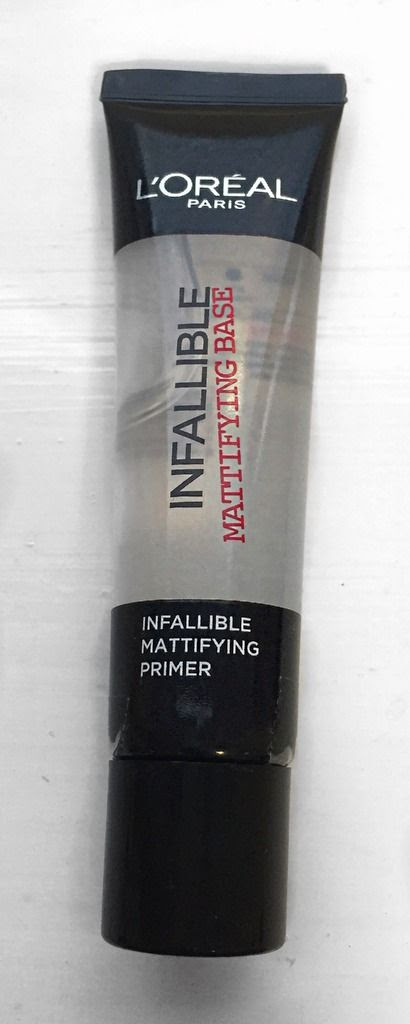 L'ORÉAL
PARIS
INFALLIBLE
MATTIFYING BASE
INFALLIBLE
MATTIFYING
PRIMER